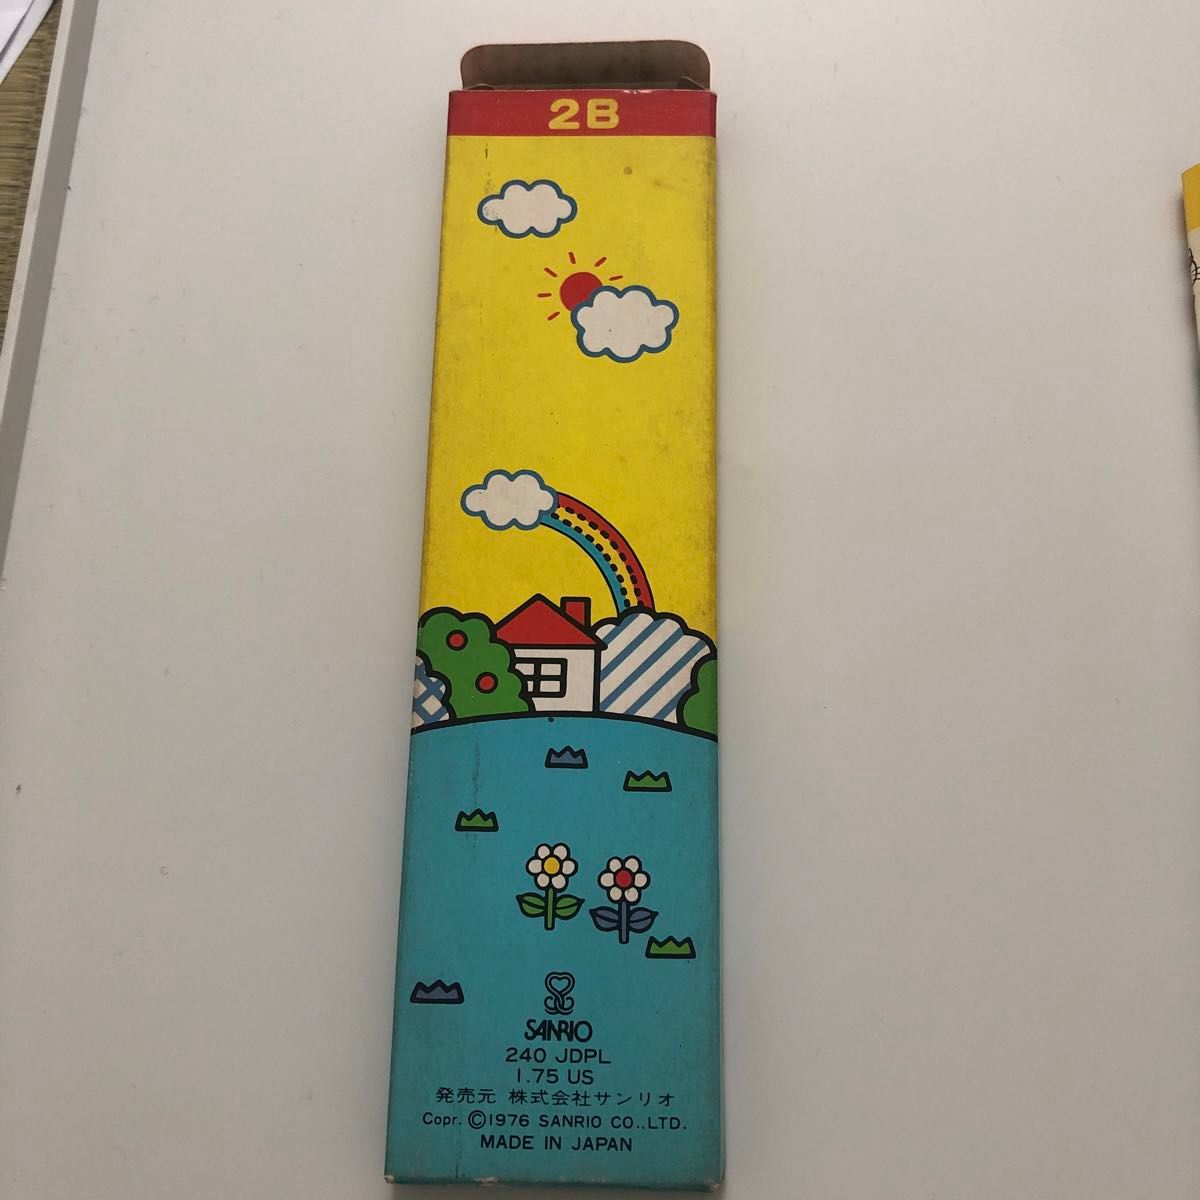 2B
SANRIO
240 JDPL
1.75 US
発売元 株式会社サンリオ
Copr. ©1976 SANRIO CO.,LTD.
MADE IN JAPAN